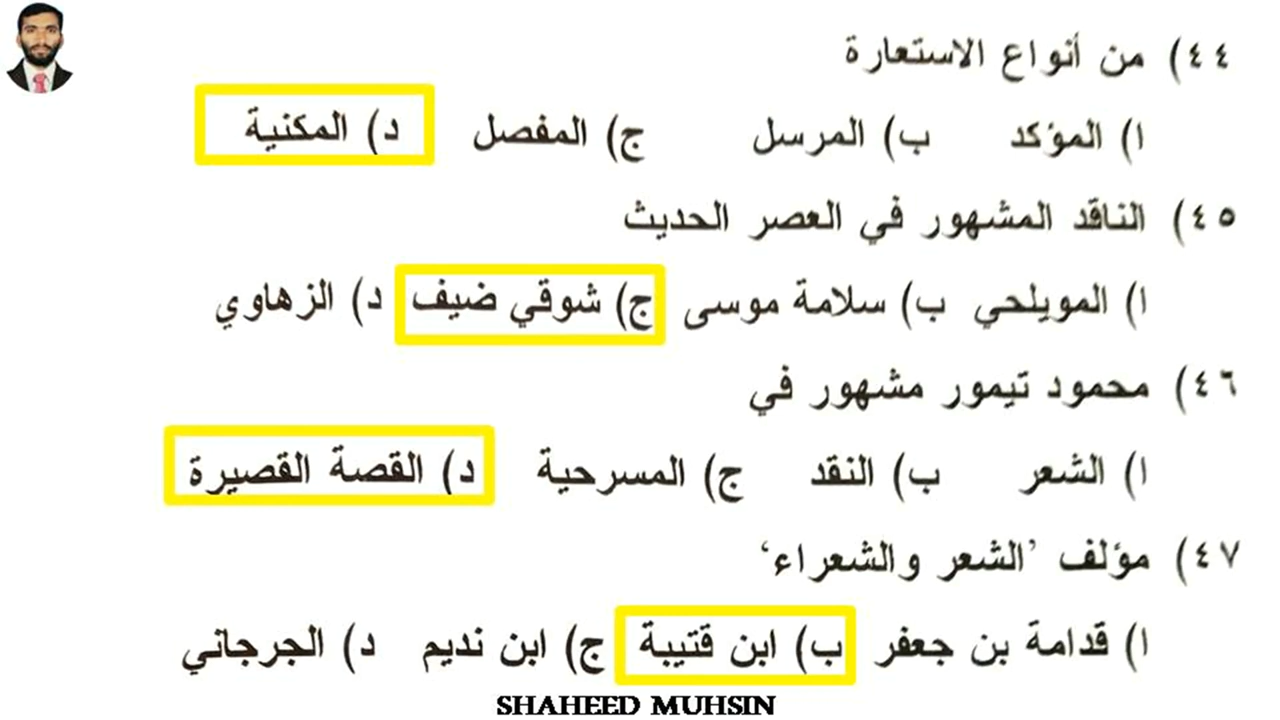 ٤٤) من أنواع الاستعارة
ا) المؤكد ب) المرسل ج) المفصل د) المكنية
٤٥) الناقد المشهور في العصر الحديث
ا) المويلحي ب) سلامة موسى ج) شوقي ضيف د) الزهاوي
٤٦) محمود تيمور مشهور في
ا) الشعر ب) النقد ج) المسرحية د) القصة القصيرة
٤٧) مؤلف ’الشعر والشعراء‘
ا) قدامة بن جعفر ب) ابن قتيبة ج) ابن نديم د) الجرجاني
SHAHEED MUHSIN